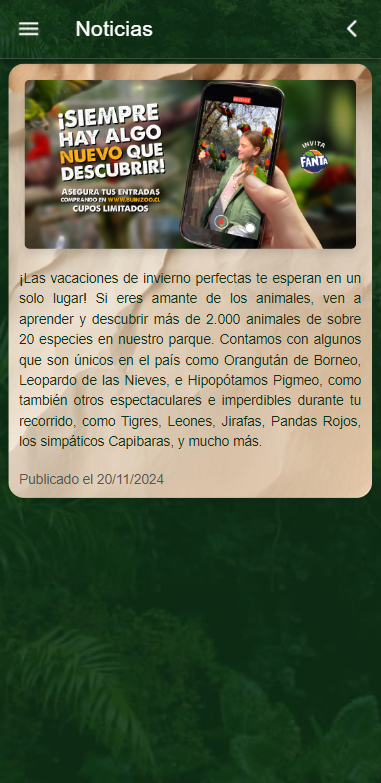 Noticias
¡SIEMPRE
HAY ALGO
NUEVO QUE
DESCUBRIR!
ASEGURA TUS ENTRADAS
COMPRANDO EN WWW.BUINZOO.CL
CUPOS LIMITADOS
INVITA
FANTA
¡Las vacaciones de invierno perfectas te esperan en un
solo lugar! Si eres amante de los animales, ven a
aprender y descubrir más de 2.000 animales de sobre
20 especies en nuestro parque. Contamos con algunos
que son únicos en el país como Orangután de Borneo,
Leopardo de las Nieves, e Hipopótamos Pigmeo, como
también otros espectaculares e imperdibles durante tu
recorrido, como Tigres, Leones, Jirafas, Pandas Rojos,
los simpáticos Capibaras, y mucho más.
Publicado el 20/11/2024